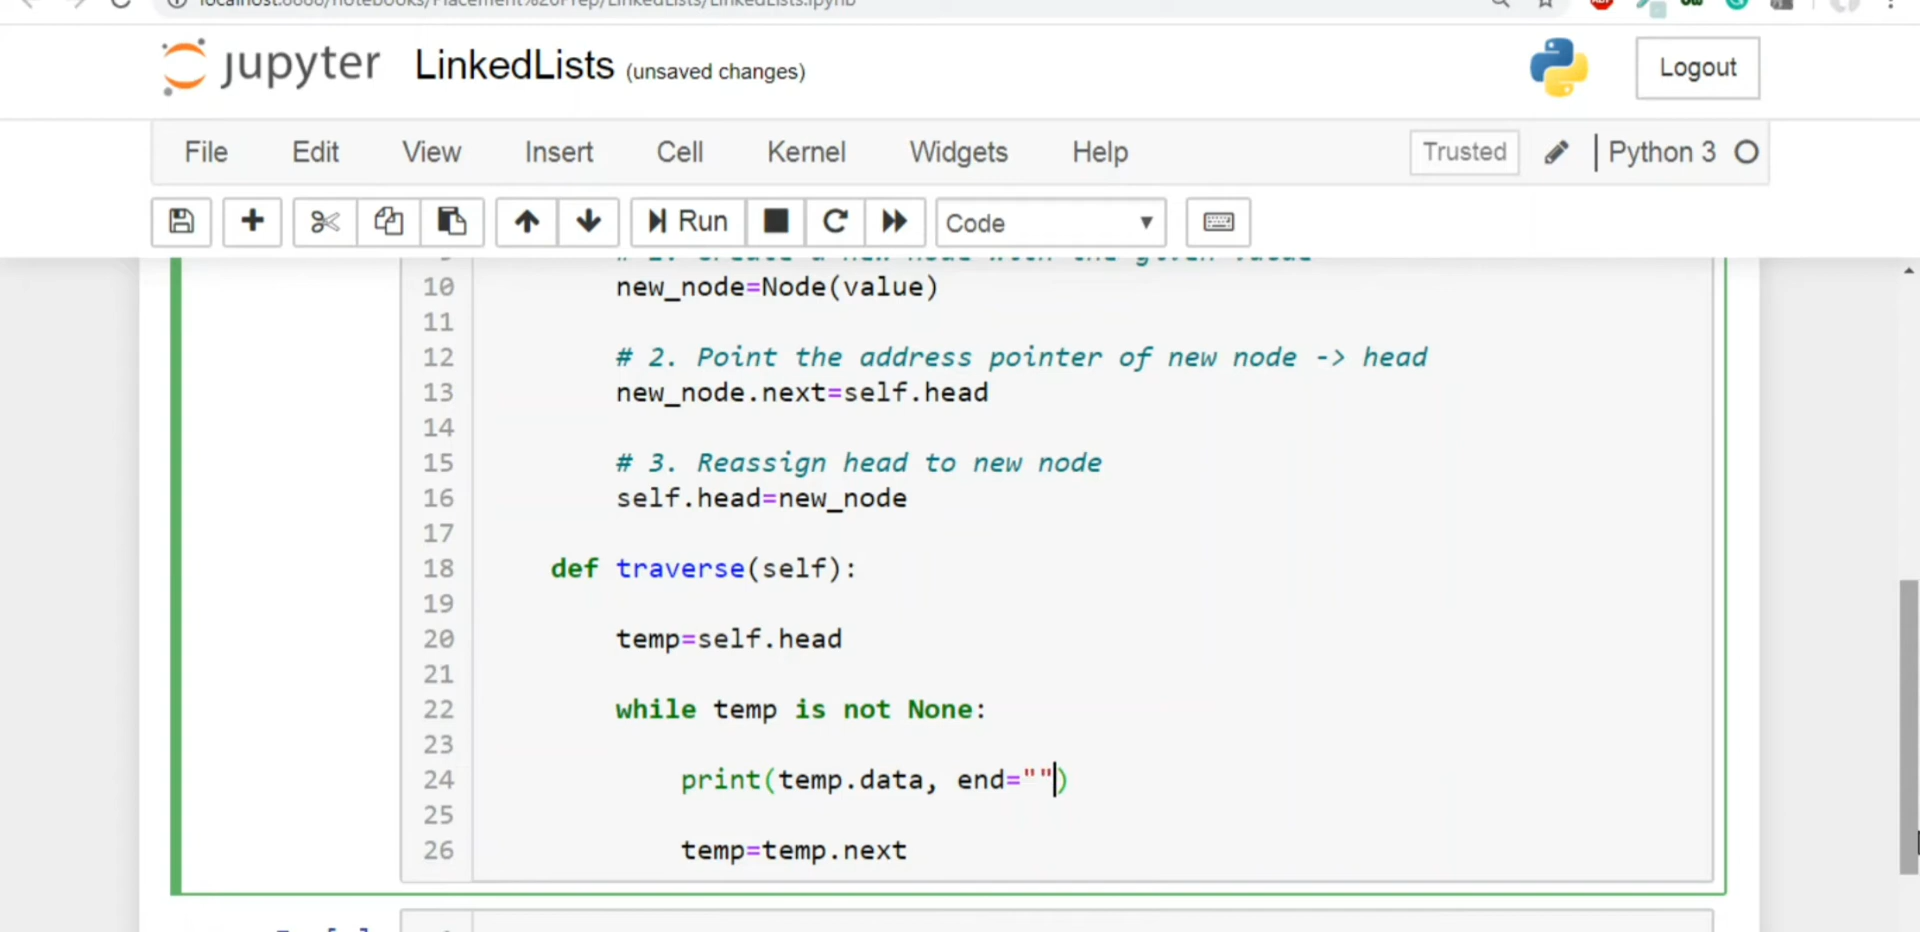 localhost:8888/notebooks/Placement%20Prep/LinkedLists/LinkedLists.ipynb
jupyter LinkedLists (unsaved changes)
Logout
File Edit View Insert Cell Kernel Widgets Help
Trusted
Python 3
Run
Code
10 new_node=Node(value)
11
12 # 2. Point the address pointer of new node -> head
13 new_node.next=self.head
14
15 # 3. Reassign head to new node
16 self.head=new_node
17
18 def traverse(self):
19
20 temp=self.head
21
22 while temp is not None:
23
24 print(temp.data, end="")
25
26 temp=temp.next